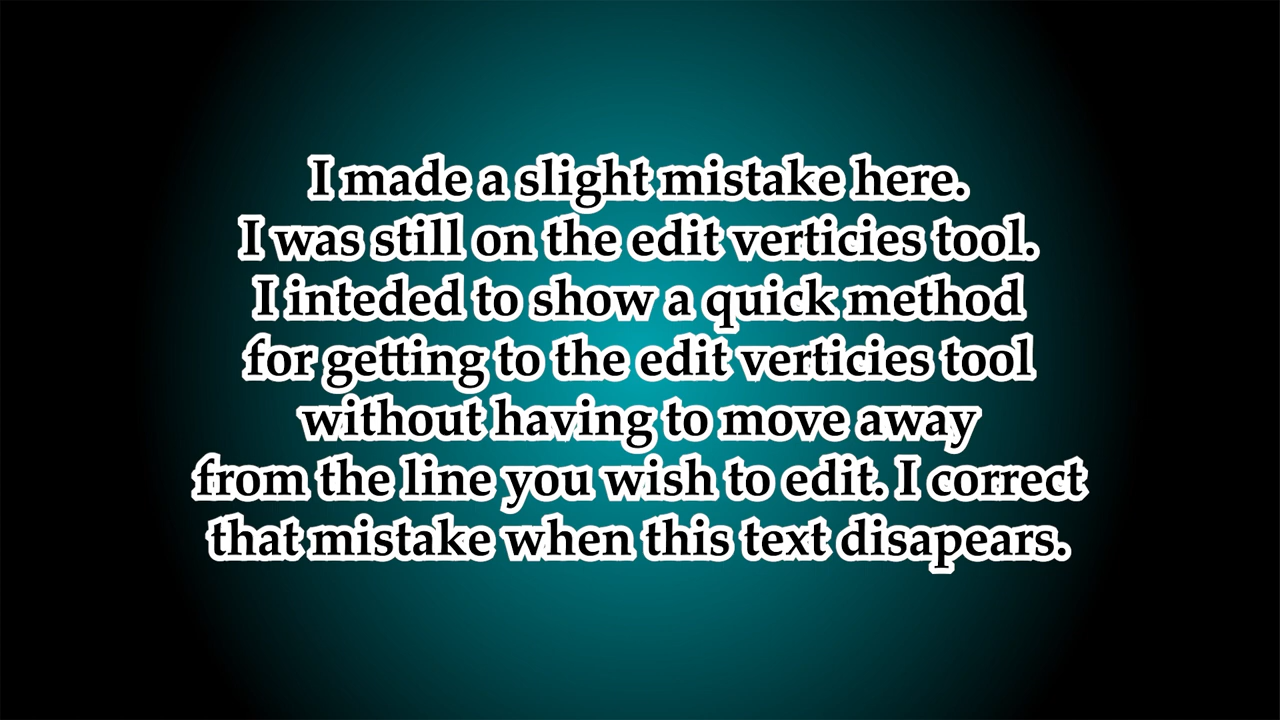 I made a slight mistake here.
I was still on the edit verticies tool.
I inteded to show a quick method
for getting to the edit verticies tool
without having to move away
from the line you wish to edit. I correct
that mistake when this text disapears.